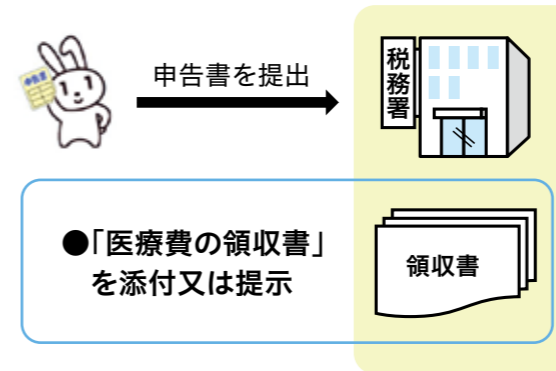 申告書
申告書を提出
税務署
●「医療費の領収書」
を添付又は提示
領収書